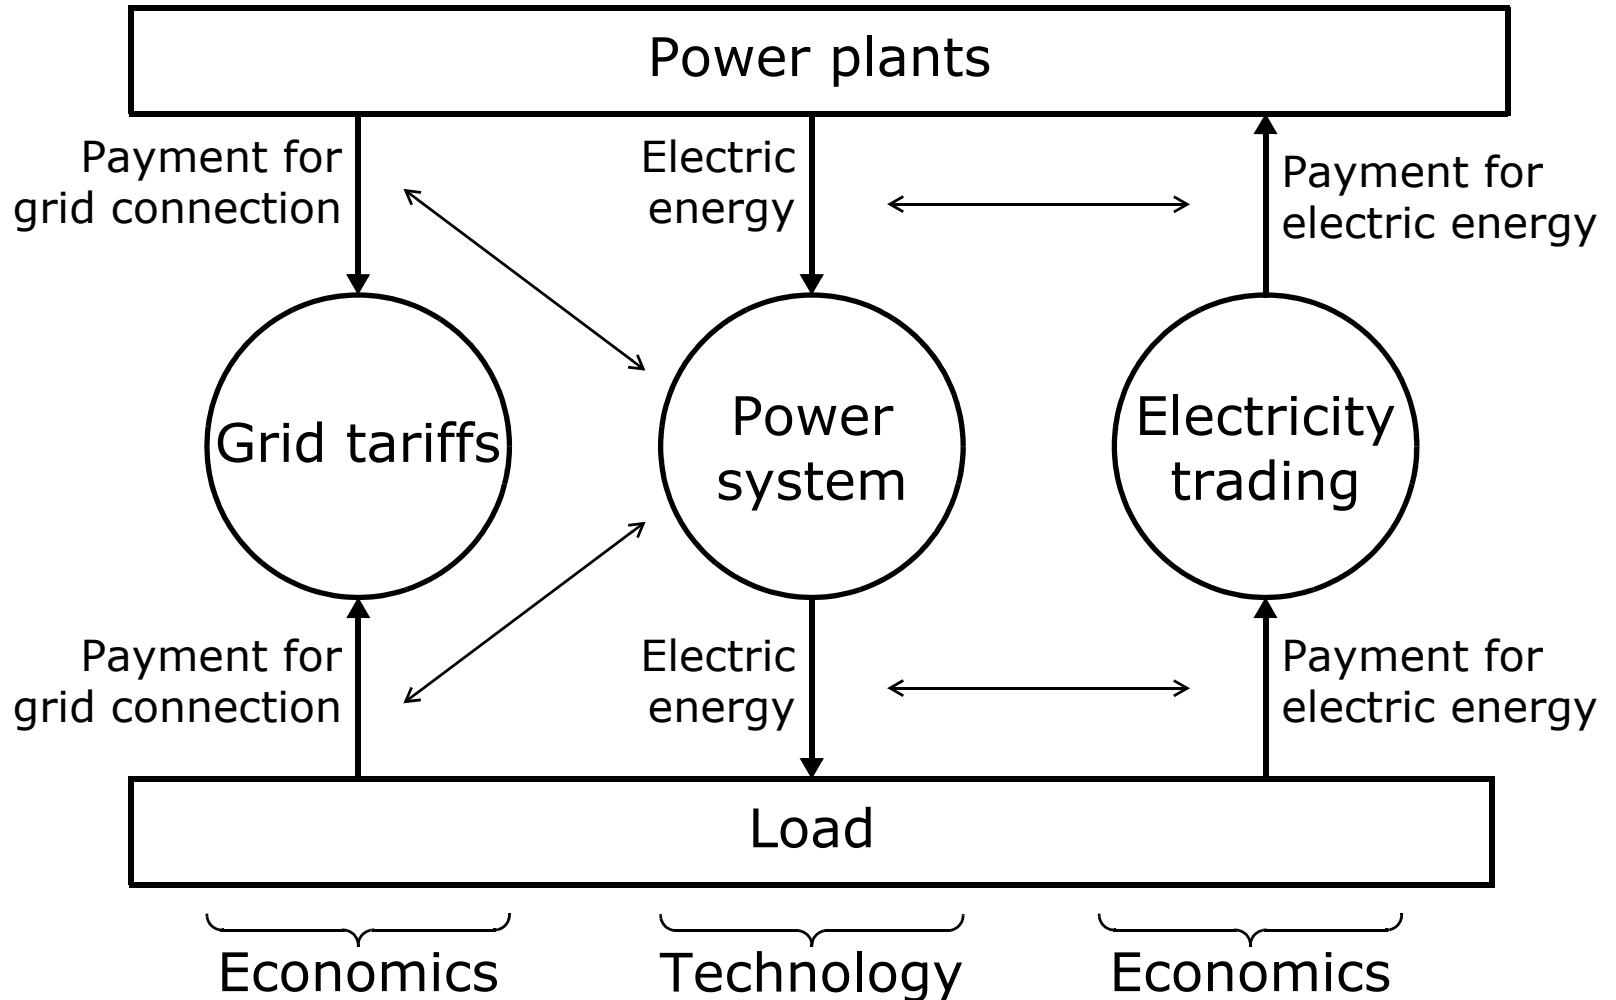 Power plants
Payment for
grid connection
Electric
energy
Payment for
electric energy
Grid tariffs
Power
system
Electricity
trading
Payment for
grid connection
Electric
energy
Payment for
electric energy
Load
Economics
Technology
Economics